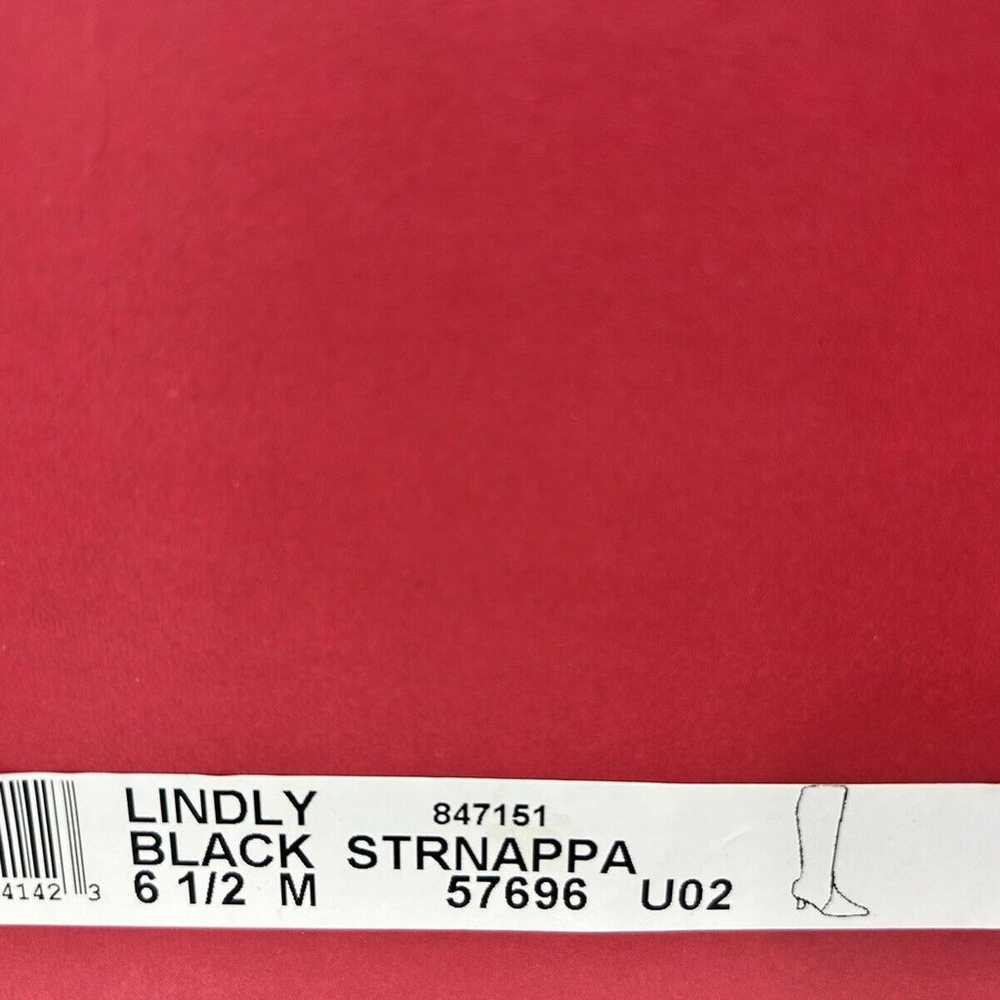 LINDLY 847151
BLACK STRNAPPA
6 1/2 M 57696 U02
4142 3